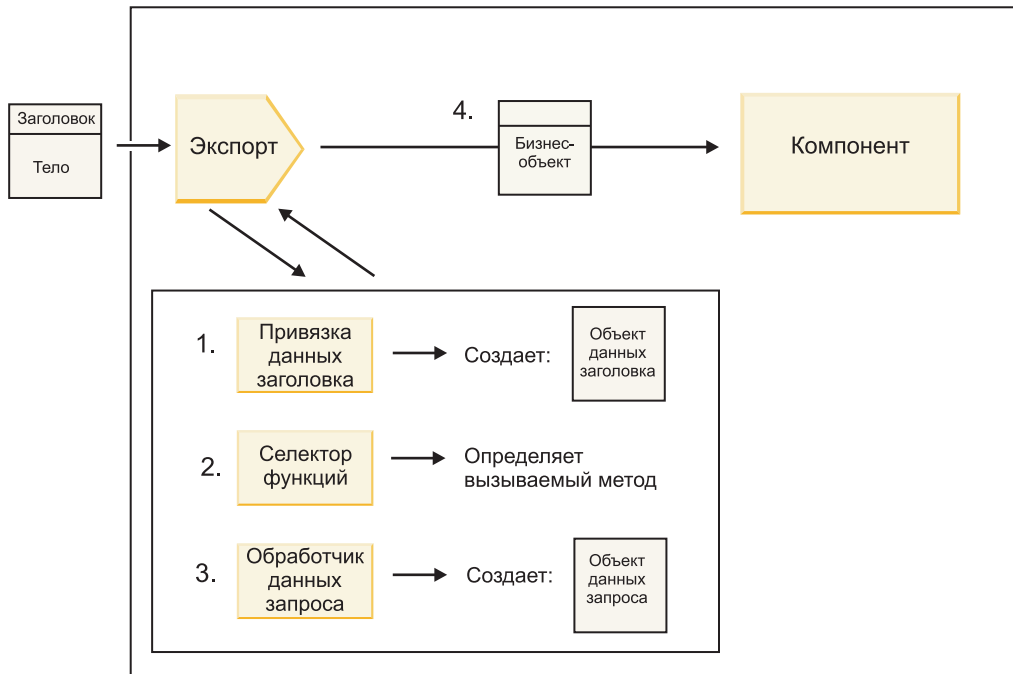 Заголовок
Тело
Экспорт
4.
Бизнес-
объект
Компонент
1.
Привязка
данных
заголовка
Создает:
Объект
данных
заголовка
2.
Селектор
функций
Определяет
вызываемый метод
3.
Обработчик
данных
запроса
Создает:
Объект
данных
запроса